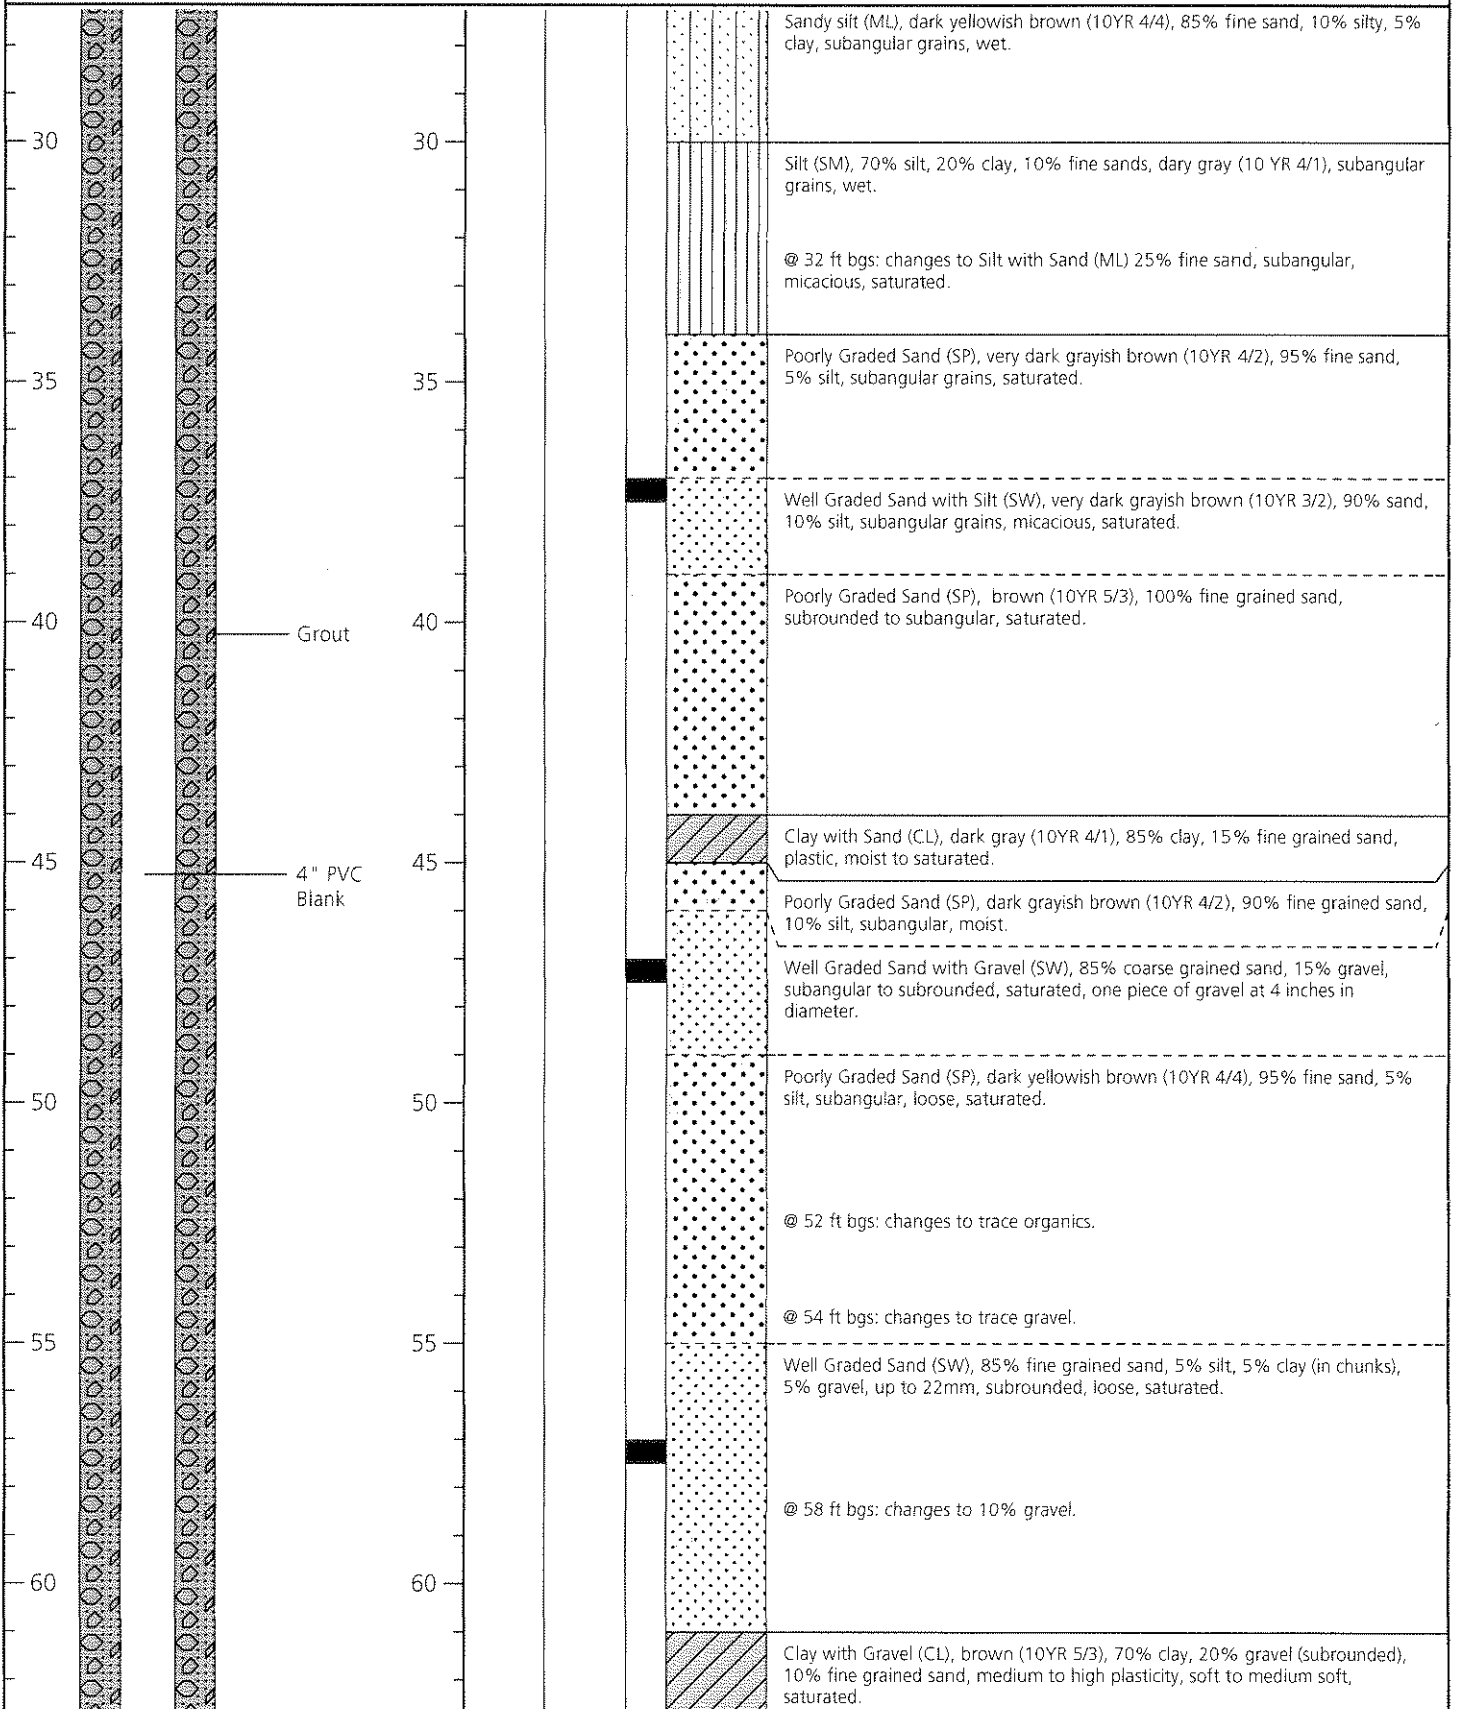 Sandy silt (ML), dark yellowish brown (10YR 4/4), 85% fine sand, 10% silty, 5%
clay, subangular grains, wet.
30
30
Silt (SM), 70% silt, 20% clay, 10% fine sands, dary gray (10 YR 4/1), subangular
grains, wet.
@ 32 ft bgs: changes to Silt with Sand (ML) 25% fine sand, subangular,
micacious, saturated.
Poorly Graded Sand (SP), very dark grayish brown (10YR 4/2), 95% fine sand,
5% silt, subangular grains, saturated.
35
35
Well Graded Sand with Silt (SW), very dark grayish brown (10YR 3/2), 90% sand,
10% silt, subangular grains, micacious, saturated.
Poorly Graded Sand (SP), brown (10YR 5/3), 100% fine grained sand,
subrounded to subangular, saturated.
40
Grout
40
Clay with Sand (CL), dark gray (10YR 4/1), 85% clay, 15% fine grained sand,
plastic, moist to saturated.
45
4" PVC
Blank
45
Poorly Graded Sand (SP), dark grayish brown (10YR 4/2), 90% fine grained sand,
10% silt, subangular, moist.
Well Graded Sand with Gravel (SW), 85% coarse grained sand, 15% gravel,
subangular to subrounded, saturated, one piece of gravel at 4 inches in
diameter.
Poorly Graded Sand (SP), dark yellowish brown (10YR 4/4), 95% fine sand, 5%
silt, subangular, loose, saturated.
50
50
@ 52 ft bgs: changes to trace organics.
@ 54 ft bgs: changes to trace gravel.
55
55
Well Graded Sand (SW), 85% fine grained sand, 5% silt, 5% clay (in chunks),
5% gravel, up to 22mm, subrounded, loose, saturated.
@ 58 ft bgs: changes to 10% gravel.
60
60
Clay with Gravel (CL), brown (10YR 5/3), 70% clay, 20% gravel (subrounded),
10% fine grained sand, medium to high plasticity, soft to medium soft,
saturated.